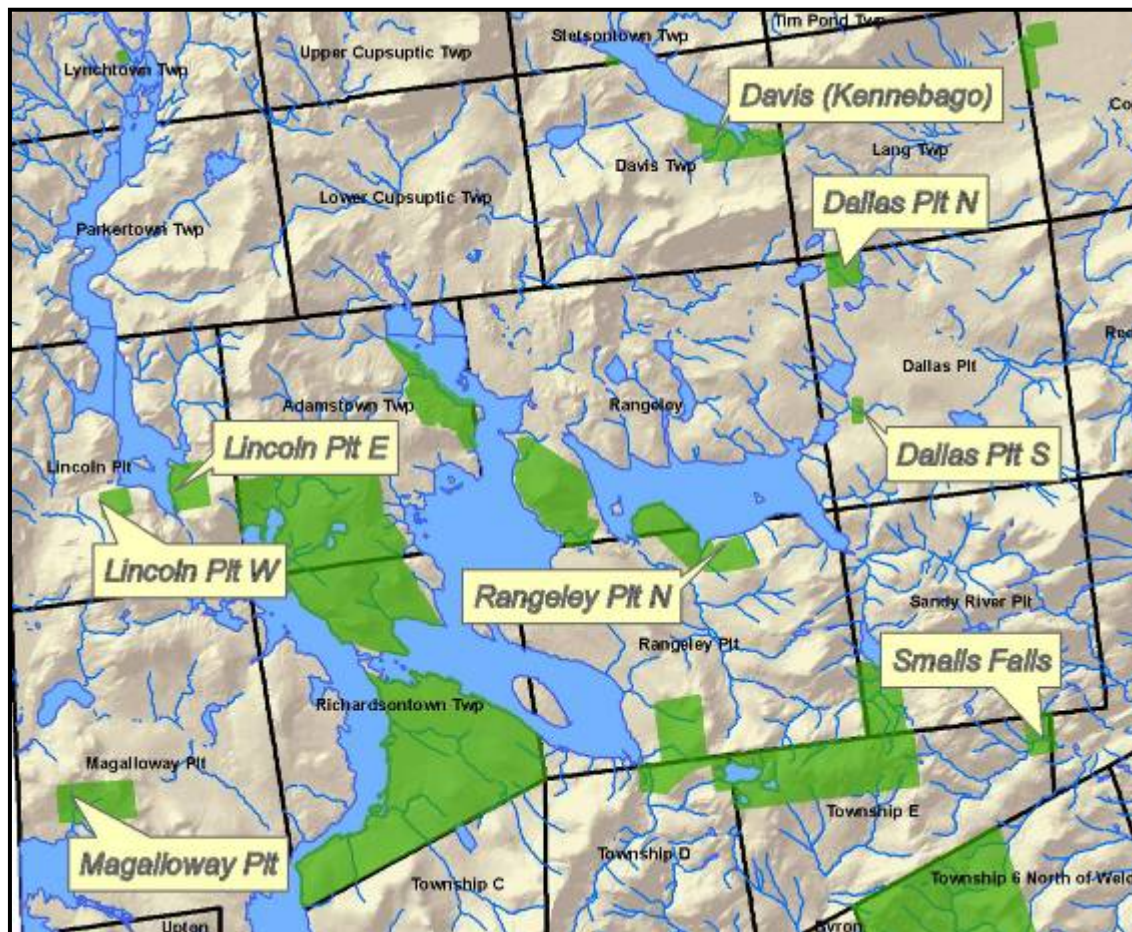 Tim Pond Twp
Stetsontown Twp
Upper Cupsuptic Twp
Lynchtown Twp
Davis (Kennebago)
Co
Lang Twp
Davis Twp
Lower Cupsuptic Twp
Dallas Plt N
Parkertown Twp
Ree
Dallas Plt
Adamstown Twp
Rangeley
Lincoln Plt E
Dallas Plt S
Lincoln Plt
Lincoln Plt W
Rangeley Plt N
Sandy River Plt
Rangeley Plt
Smalls Falls
Richardsontown Twp
Magalloway Plt
Township E
Magalloway Plt
Township D
Township C
Township 6 North of Weld
Upton
Byron